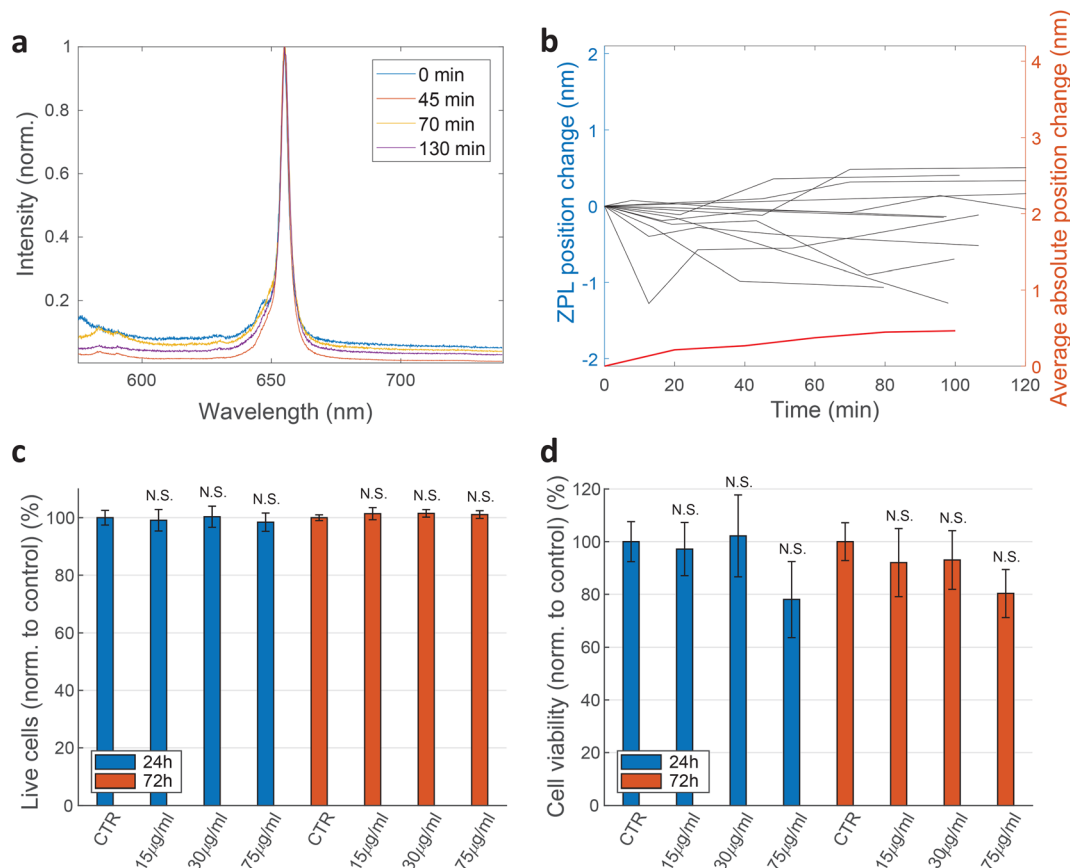 a
Intensity (norm.)
1
0.8
0.6
0.4
0.2
600
650
700
Wavelength (nm)
0 min
45 min
70 min
130 min
b
ZPL position change (nm)
2
1
0
-1
-2
0
20
40
60
80
100
120
Time (min)
4
3
2
1
0
Average absolute position change (nm)
c
Live cells (norm. to control) (%)
100
80
60
40
20
0
N.S.
N.S.
N.S.
N.S.
N.S.
N.S.
24h
72h
CTR
15µg/ml
30µg/ml
75µg/ml
CTR
15µg/ml
30µg/ml
75µg/ml
d
Cell viability (norm. to control) (%)
120
100
80
60
40
20
0
N.S.
N.S.
N.S.
N.S.
N.S.
N.S.
24h
72h
CTR
15µg/ml
30µg/ml
75µg/ml
CTR
15µg/ml
30µg/ml
75µg/ml